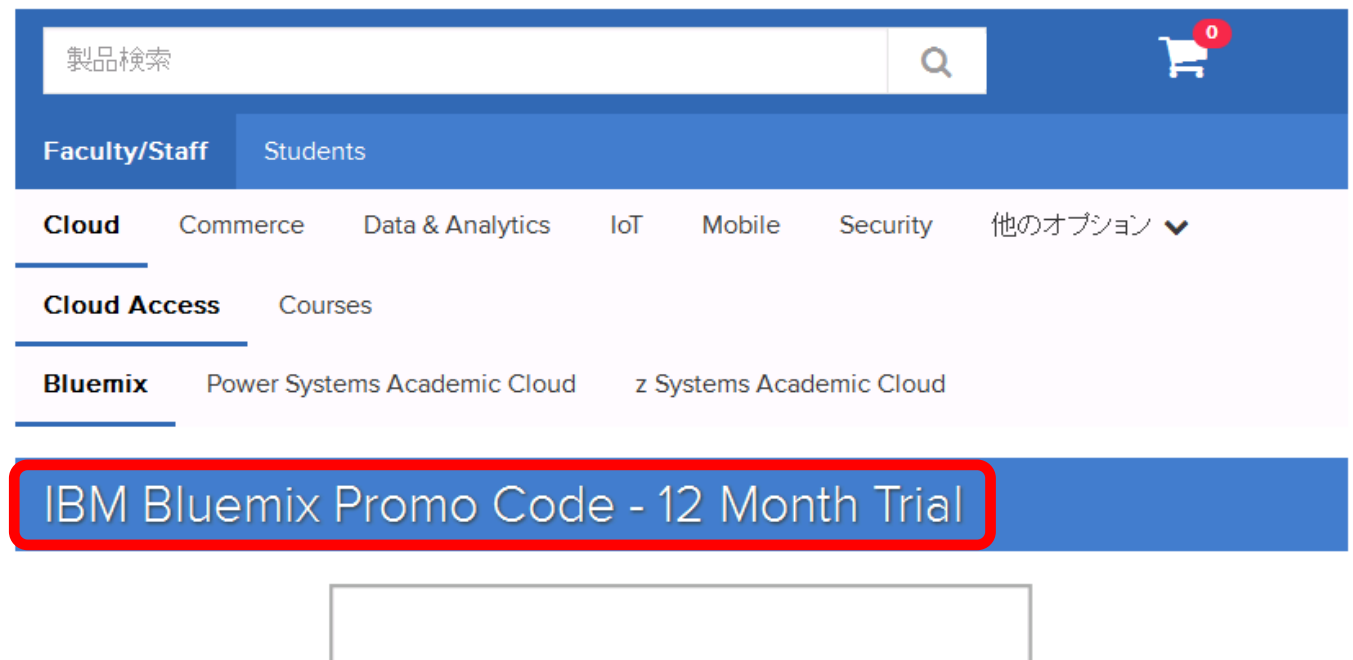 製品検索
0
Faculty/Staff Students
Cloud Commerce Data & Analytics IoT Mobile Security 他のオプション
Cloud Access Courses
Bluemix Power Systems Academic Cloud z Systems Academic Cloud
IBM Bluemix Promo Code - 12 Month Trial